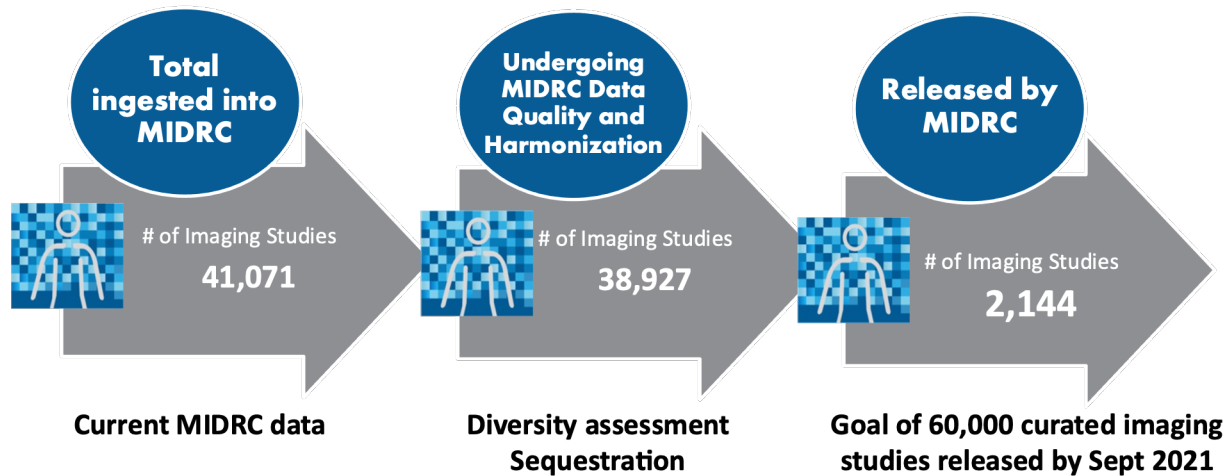 Total
ingested into
MIDRC
# of Imaging Studies
41,071
Current MIDRC data
Undergoing
MIDRC Data
Quality and
Harmonization
# of Imaging Studies
38,927
Diversity assessment
Sequestration
Released by
MIDRC
# of Imaging Studies
2,144
Goal of 60,000 curated imaging
studies released by Sept 2021